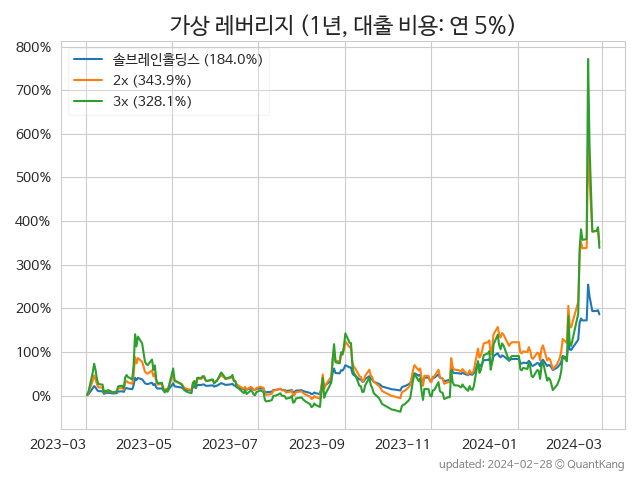 가상 레버리지 (1년, 대출 비용: 연 5%)
솔브레인홀딩스 (184.0%)
2x (343.9%)
3x (328.1%)
800%
700%
600%
500%
400%
300%
200%
100%
0%
2023-03 2023-05 2023-07 2023-09 2023-11 2024-01 2024-03
updated: 2024-02-28 © QuantKang